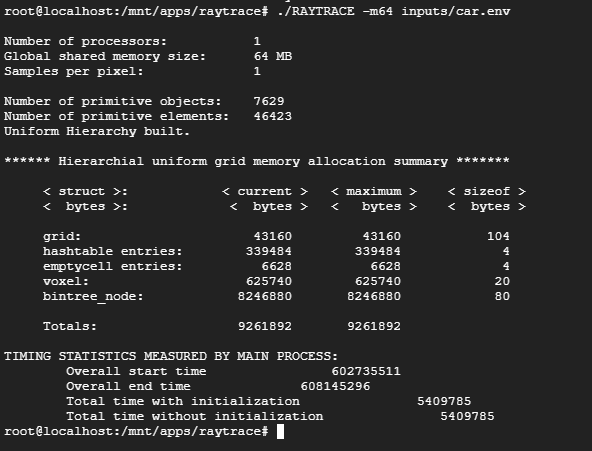 root@localhost:/mnt/apps/raytrace# ./RAYTRACE -m64 inputs/car.env
Number of processors: 1
Global shared memory size: 64 MB
Samples per pixel: 1
Number of primitive objects: 7629
Number of primitive elements: 46423
Uniform Hierarchy built.
****** Hierarchial uniform grid memory allocation summary *******
< struct >: < current > < maximum > < sizeof >
< bytes >: < bytes > < bytes > < bytes >
grid: 43160 43160 104
hashtable entries: 339484 339484 4
emptycell entries: 6628 6628 4
voxel: 625740 625740 20
bintree_node: 8246880 8246880 80
Totals: 9261892 9261892
TIMING STATISTICS MEASURED BY MAIN PROCESS:
Overall start time 602735511
Overall end time 608145296
Total time with initialization 5409785
Total time without initialization 5409785
root@localhost:/mnt/apps/raytrace#